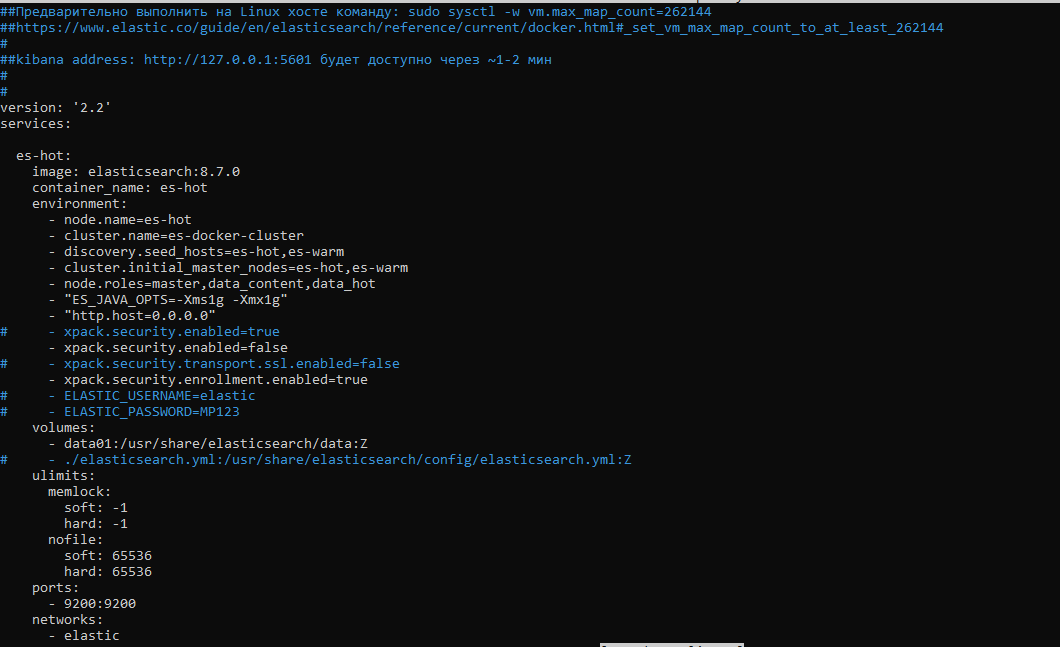 ##Предварительно выполнить на Linux хосте команду: sudo sysctl -w vm.max_map_count=262144
##https://www.elastic.co/guide/en/elasticsearch/reference/current/docker.html#_set_vm_max_map_count_to_at_least_262144
#
##kibana address: http://127.0.0.1:5601 будет доступно через ~1-2 мин
#
#
version: '2.2'
services:

  es-hot:
    image: elasticsearch:8.7.0
    container_name: es-hot
    environment:
      - node.name=es-hot
      - cluster.name=es-docker-cluster
      - discovery.seed_hosts=es-hot,es-warm
      - cluster.initial_master_nodes=es-hot,es-warm
      - node.roles=master,data_content,data_hot
      - "ES_JAVA_OPTS=-Xms1g -Xmx1g"
      - "http.host=0.0.0.0"
#     - xpack.security.enabled=true
      - xpack.security.enabled=false
#     - xpack.security.transport.ssl.enabled=false
      - xpack.security.enrollment.enabled=true
#     - ELASTIC_USERNAME=elastic
#     - ELASTIC_PASSWORD=MP123
    volumes:
      - data01:/usr/share/elasticsearch/data:Z
#     - ./elasticsearch.yml:/usr/share/elasticsearch/config/elasticsearch.yml:Z
    ulimits:
      memlock:
        soft: -1
        hard: -1
      nofile:
        soft: 65536
        hard: 65536
    ports:
      - 9200:9200
    networks:
      - elastic